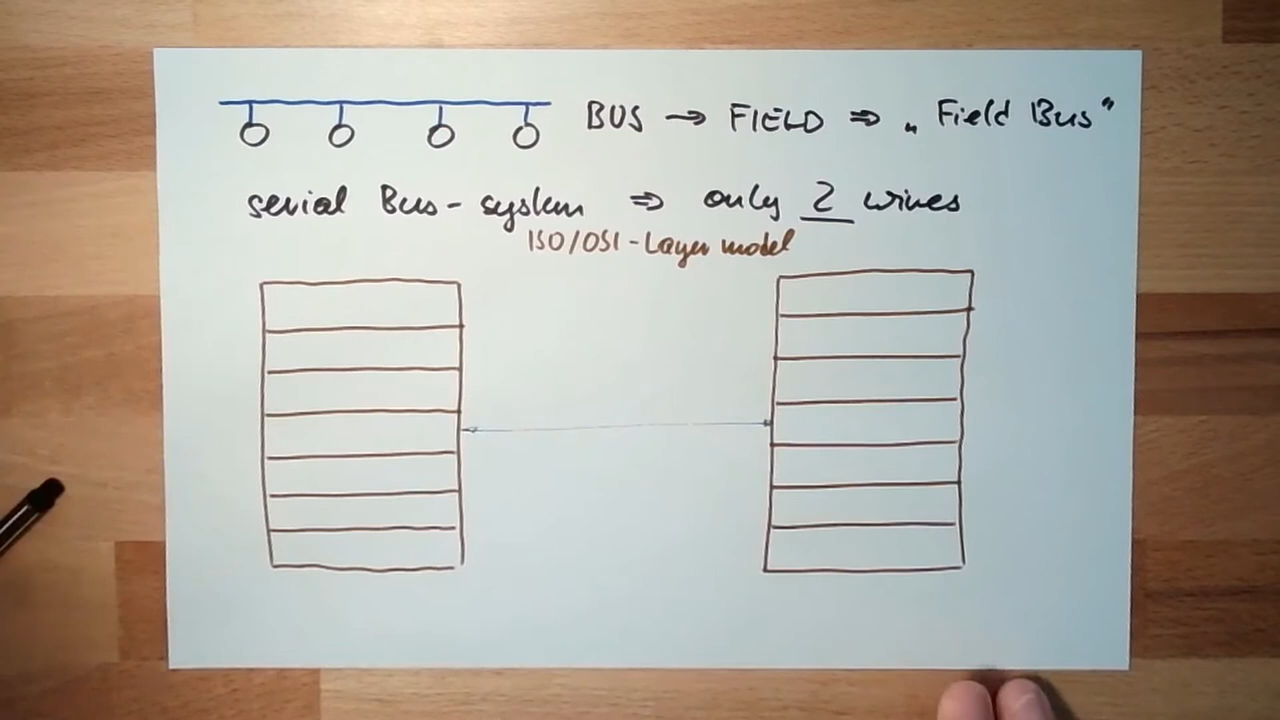 BUS → FIELD ⇒ „Field Bus“
serial Bus-system ⇒ only 2 wires
ISO/OSI-Layer model